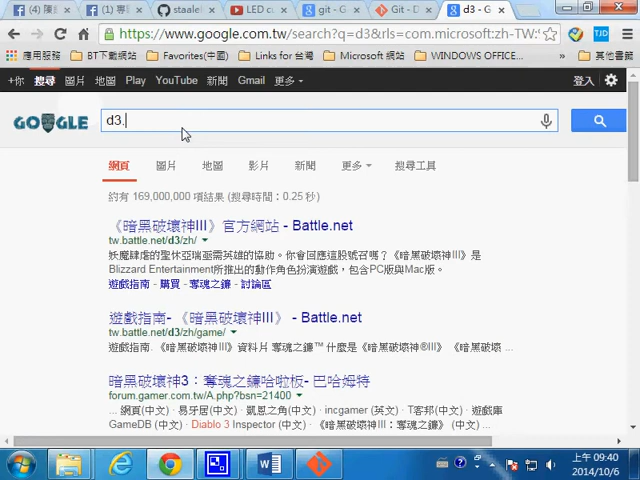 (4) 陳
(1) 專
staale
LED c
git - G
Git - D
d3 - G
https://www.google.com.tw/search?q=d3&rls=com.microsoft:zh-TW:
應用服務 BT下載網站 Favorites(中國) Links for 台灣 Microsoft 網站 WINDOWS OFFICE... 其他書籤
+你 搜尋 圖片 地圖 Play YouTube 新聞 Gmail 更多 登入
GOOGLE d3.
網頁 圖片 地圖 影片 新聞 更多 搜尋工具
約有 169,000,000 項結果 (搜尋時間：0.25 秒)
《暗黑破壞神III》官方網站 - Battle.net
tw.battle.net/d3/zh/
妖魔肆虐的聖休亞瑞亟需英雄的協助。你會回應這股號召嗎？《暗黑破壞神III》是
Blizzard Entertainment所推出的動作角色扮演遊戲，包含PC版與Mac版。
遊戲指南 - 購買 - 奪魂之鐮 - 討論區
遊戲指南- 《暗黑破壞神III》 - Battle.net
tw.battle.net/d3/zh/game/
遊戲指南. 《暗黑破壞神III》資料片 奪魂之鐮™ 什麼是《暗黑破壞神®III》 《暗黑破壞 ...
暗黑破壞神3：奪魂之鐮哈啦板- 巴哈姆特
forum.gamer.com.tw/A.php?bsn=21400
... 網頁(中文) · 易牙居(中文) · 凱恩之角(中文) · incgamer (英文) · T客邦(中文) · 遊戲庫
GameDB (中文) · Diablo 3 Inspector (中文) · 《暗黑破壞神III：奪魂之鐮》(中文) ...
上午 09:40
2014/10/6